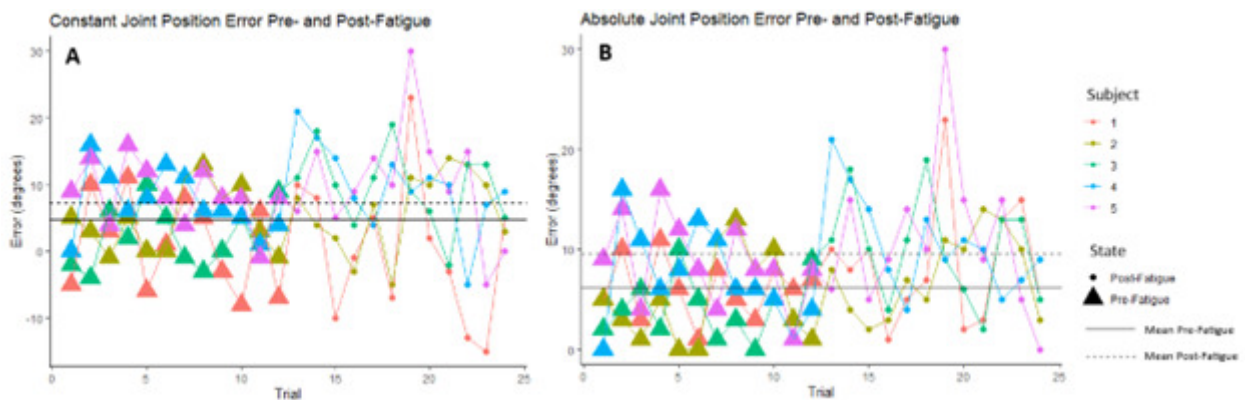 Constant Joint Position Error Pre- and Post-Fatigue
A
30
20
10
0
-10
Error (degrees)
0 5 10 15 20 25
Trial
Absolute Joint Position Error Pre- and Post-Fatigue
B
30
20
10
0
Error (degrees)
0 5 10 15 20 25
Trial
Subject
1
2
3
4
5
State
Post-Fatigue
Pre-Fatigue
Mean Pre-Fatigue
Mean Post-Fatigue